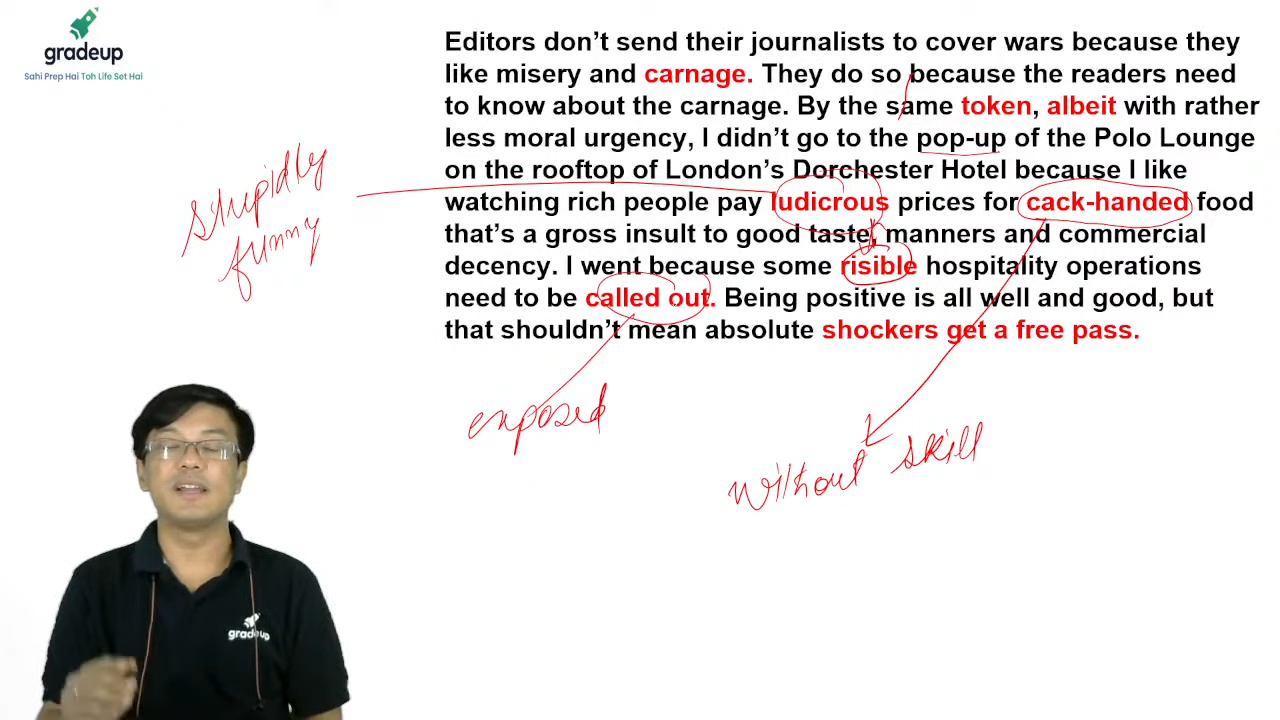 gradeup
Sahi Prep Hai Toh Life Set Hai
Editors don’t send their journalists to cover wars because they
like misery and carnage. They do so because the readers need
to know about the carnage. By the same token, albeit with rather
less moral urgency, I didn’t go to the pop-up of the Polo Lounge
on the rooftop of London’s Dorchester Hotel because I like
watching rich people pay ludicrous prices for cack-handed food
that’s a gross insult to good taste, manners and commercial
decency. I went because some risible hospitality operations
need to be called out. Being positive is all well and good, but
that shouldn’t mean absolute shockers get a free pass.
stupidly
funny
exposed
without skill
gradeup